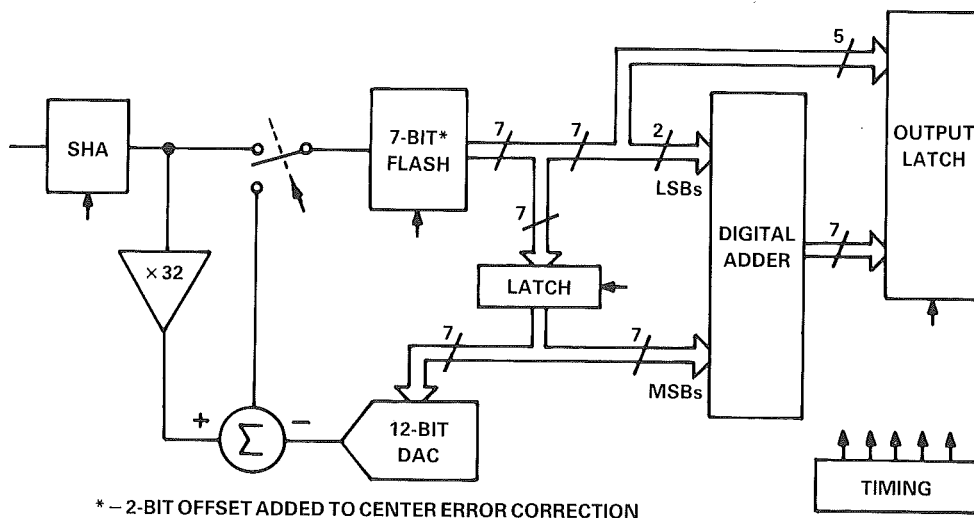 5
SHA
7-BIT*
FLASH
7
7
2
LSBs
OUTPUT
LATCH
7
× 32
LATCH
DIGITAL
ADDER
7
7
7
MSBs
+
Σ
−
12-BIT
DAC
TIMING
* – 2-BIT OFFSET ADDED TO CENTER ERROR CORRECTION